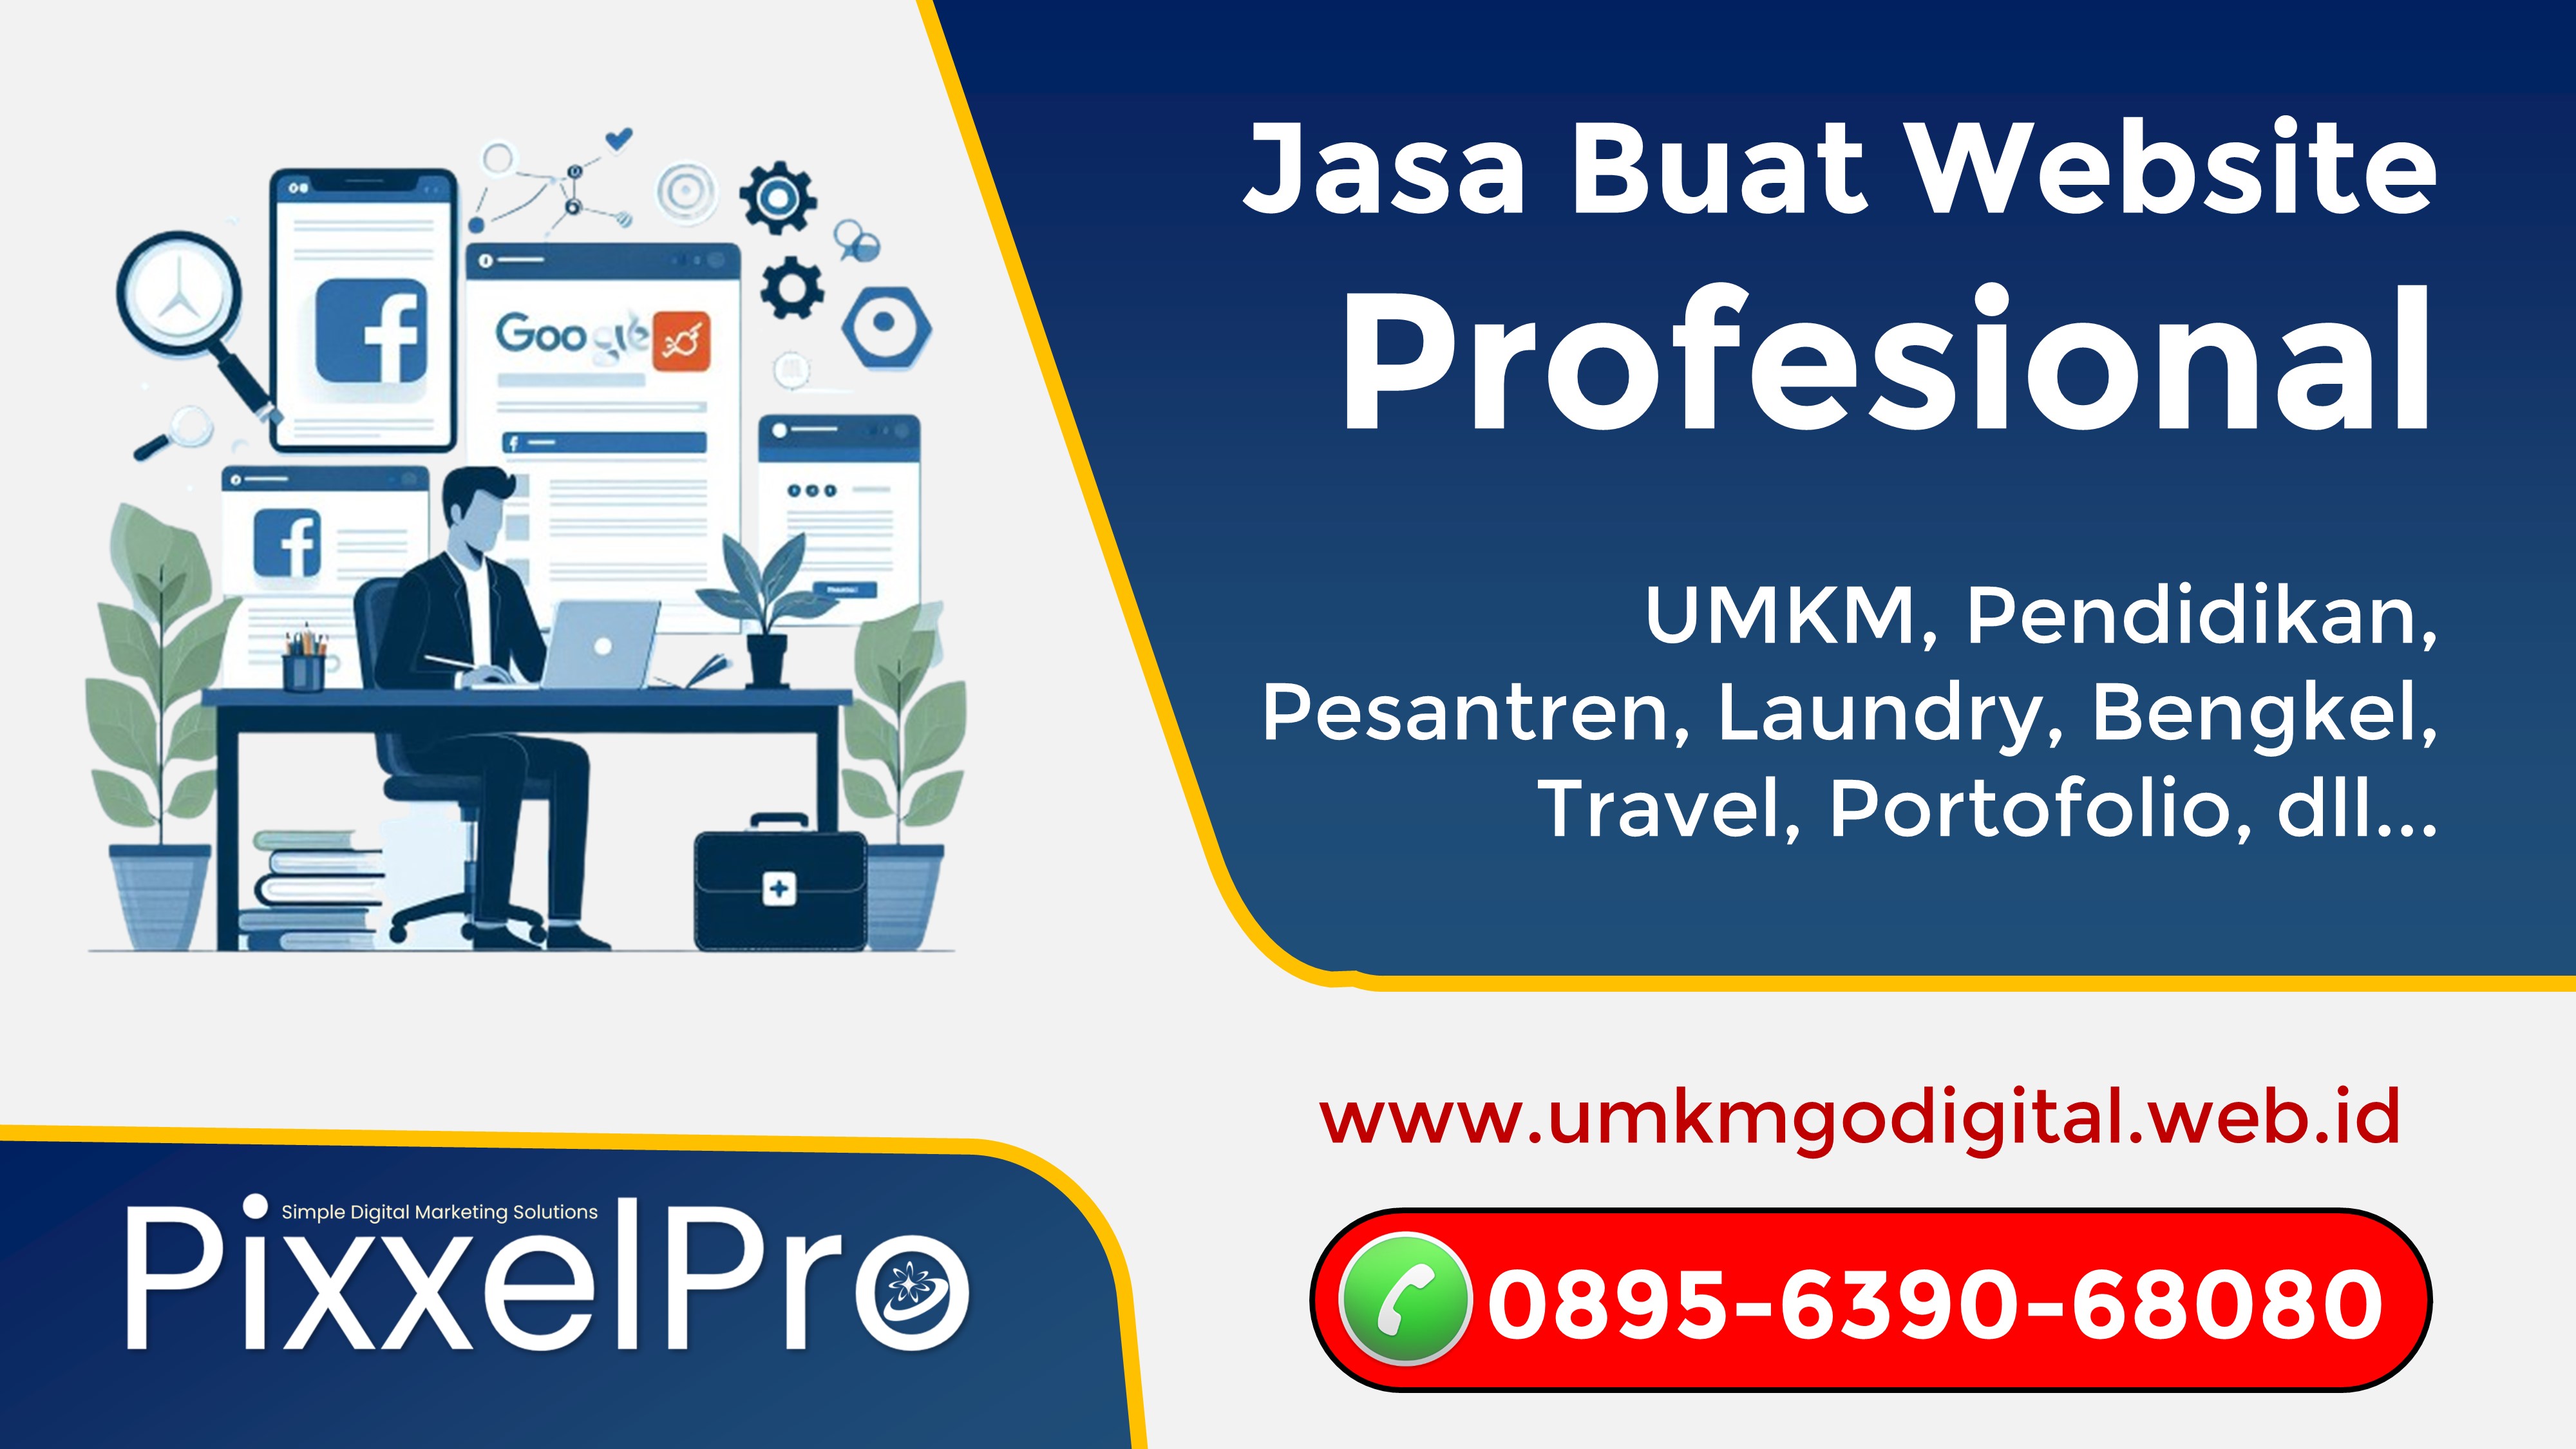 Jasa Buat Website
Profesional
UMKM, Pendidikan,
Pesantren, Laundry, Bengkel,
Travel, Portofolio, dll...
Google
www.umkmgodigital.web.id
0895-6390-68080
Simple Digital Marketing Solutions
PixxelPro